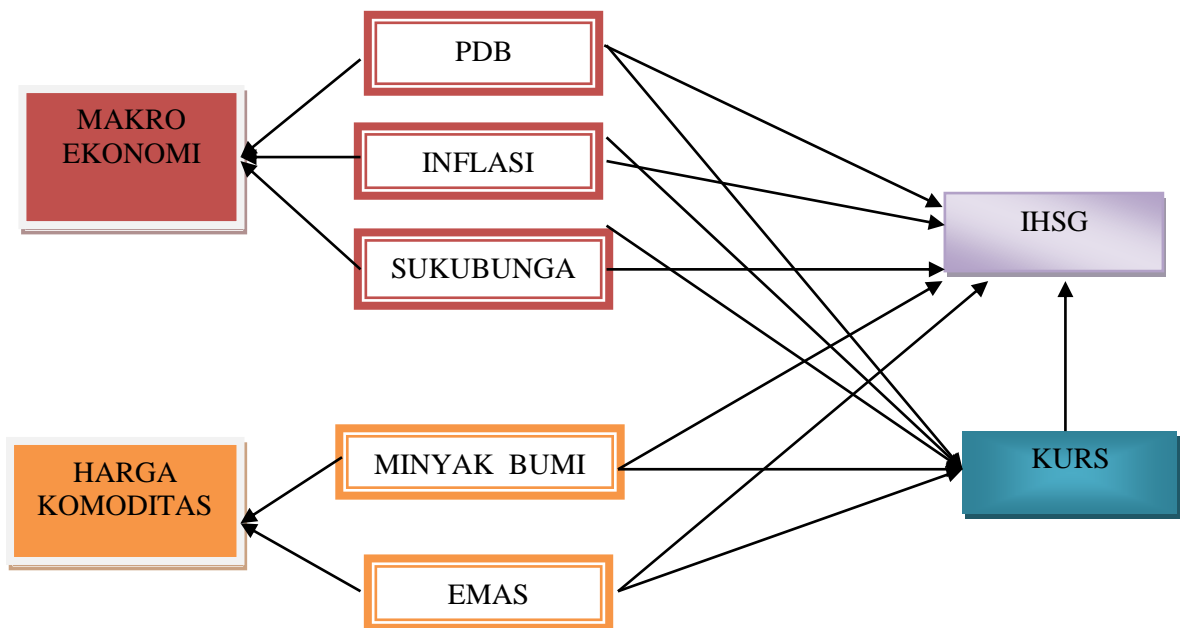 PDB
MAKRO
EKONOMI
INFLASI
SUKUBUNGA
IHSG
MINYAK BUMI
HARGA
KOMODITAS
EMAS
KURS